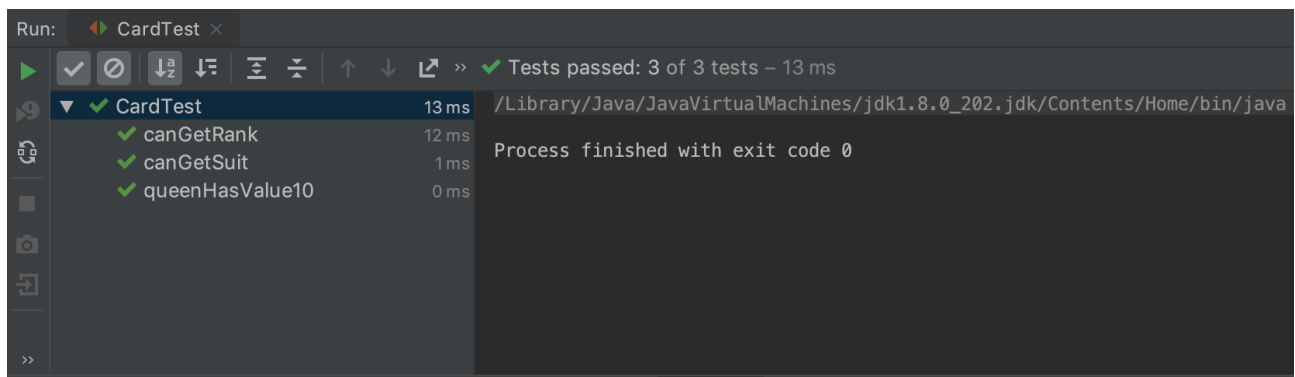 Run: CardTest ×
» Tests passed: 3 of 3 tests – 13 ms
CardTest 13 ms
canGetRank 12 ms
canGetSuit 1 ms
queenHasValue10 0 ms
/Library/Java/JavaVirtualMachines/jdk1.8.0_202.jdk/Contents/Home/bin/java
Process finished with exit code 0
»